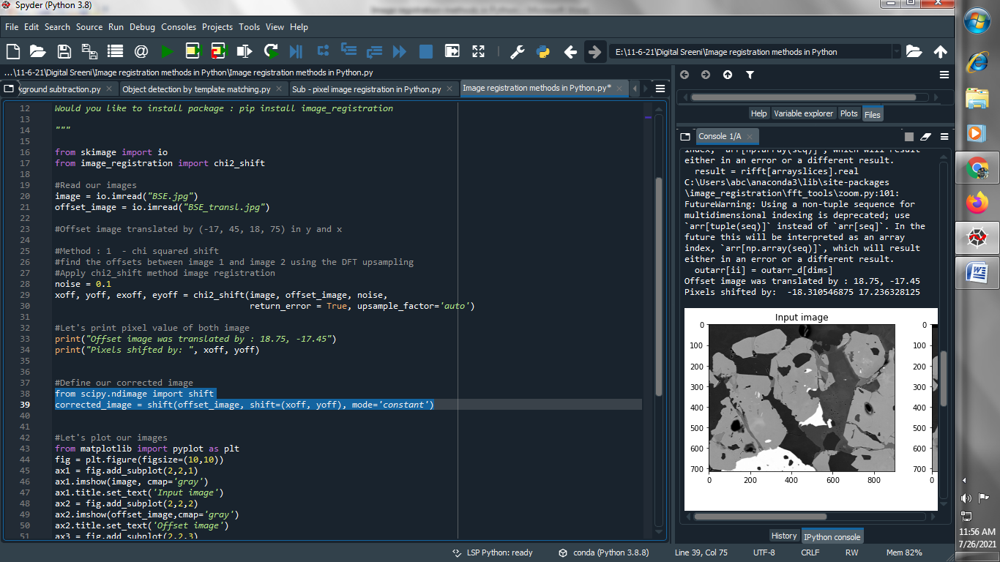 Spyder (Python 3.8)
File Edit Search Source Run Debug Consoles Projects Tools View Help
E:\11-6-21\Digital Sreeni\Image registration methods in Python
...\11-6-21\Digital Sreeni\Image registration methods in Python\Image registration methods in Python.py
kground subtraction.py Object detection by template matching.py Sub - pixel image registration in Python.py Image registration methods in Python.py*
12 Would you like to install package : pip install image_registration
13
14 """
15
16 from skimage import io
17 from image_registration import chi2_shift
18
19 #Read our images
20 image = io.imread("BSE.jpg")
21 offset_image = io.imread("BSE_transl.jpg")
22
23 #Offset image translated by (-17, 45, 18, 75) in y and x
24
25 #Method : 1  - chi squared shift
26 #find the offsets between image 1 and image 2 using the DFT upsampling
27 #Apply chi2_shift method image registration
28 noise = 0.1
29 xoff, yoff, exoff, eyoff = chi2_shift(image, offset_image, noise,
30 return_error = True, upsample_factor='auto')
31
32 #Let's print pixel value of both image
33 print("Offset image was translated by : 18.75, -17.45")
34 print("Pixels shifted by: ", xoff, yoff)
35
36
37 #Define our corrected image
38 from scipy.ndimage import shift
39 corrected_image = shift(offset_image, shift=(xoff, yoff), mode='constant')
40
41
42 #Let's plot our images
43 from matplotlib import pyplot as plt
44 fig = plt.figure(figsize=(10,10))
45 ax1 = fig.add_subplot(2,2,1)
46 ax1.imshow(image, cmap='gray')
47 ax1.title.set_text('Input image')
48 ax2 = fig.add_subplot(2,2,2)
49 ax2.imshow(offset_image,cmap='gray')
50 ax2.title.set_text('Offset image')
51 ax3 = fig.add_subplot(2,2,3)
Help Variable explorer Plots Files
Console 1/A
index, `arr[np.array(seq)]`, which will result
either in an error or a different result.
result = rifft[arrayslices].real
C:\Users\abc\anaconda3\lib\site-packages
\image_registration\fft_tools\zoom.py:101:
FutureWarning: Using a non-tuple sequence for
multidimensional indexing is deprecated; use
`arr[tuple(seq)]` instead of `arr[seq]`. In the
future this will be interpreted as an array
index, `arr[np.array(seq)]`, which will result
either in an error or a different result.
outarr[ii] = outarr_d[dims]
Offset image was translated by : 18.75, -17.45
Pixels shifted by:  -18.310546875 17.236328125
Input image
0 0
100 100
200 200
300 300
400 400
500 500
600 600
700 700
0 200 400 600 800 0
History IPython console
LSP Python: ready conda (Python 3.8.8) Line 39, Col 75 UTF-8 CRLF RW Mem 82%
11:56 AM
7/26/2021